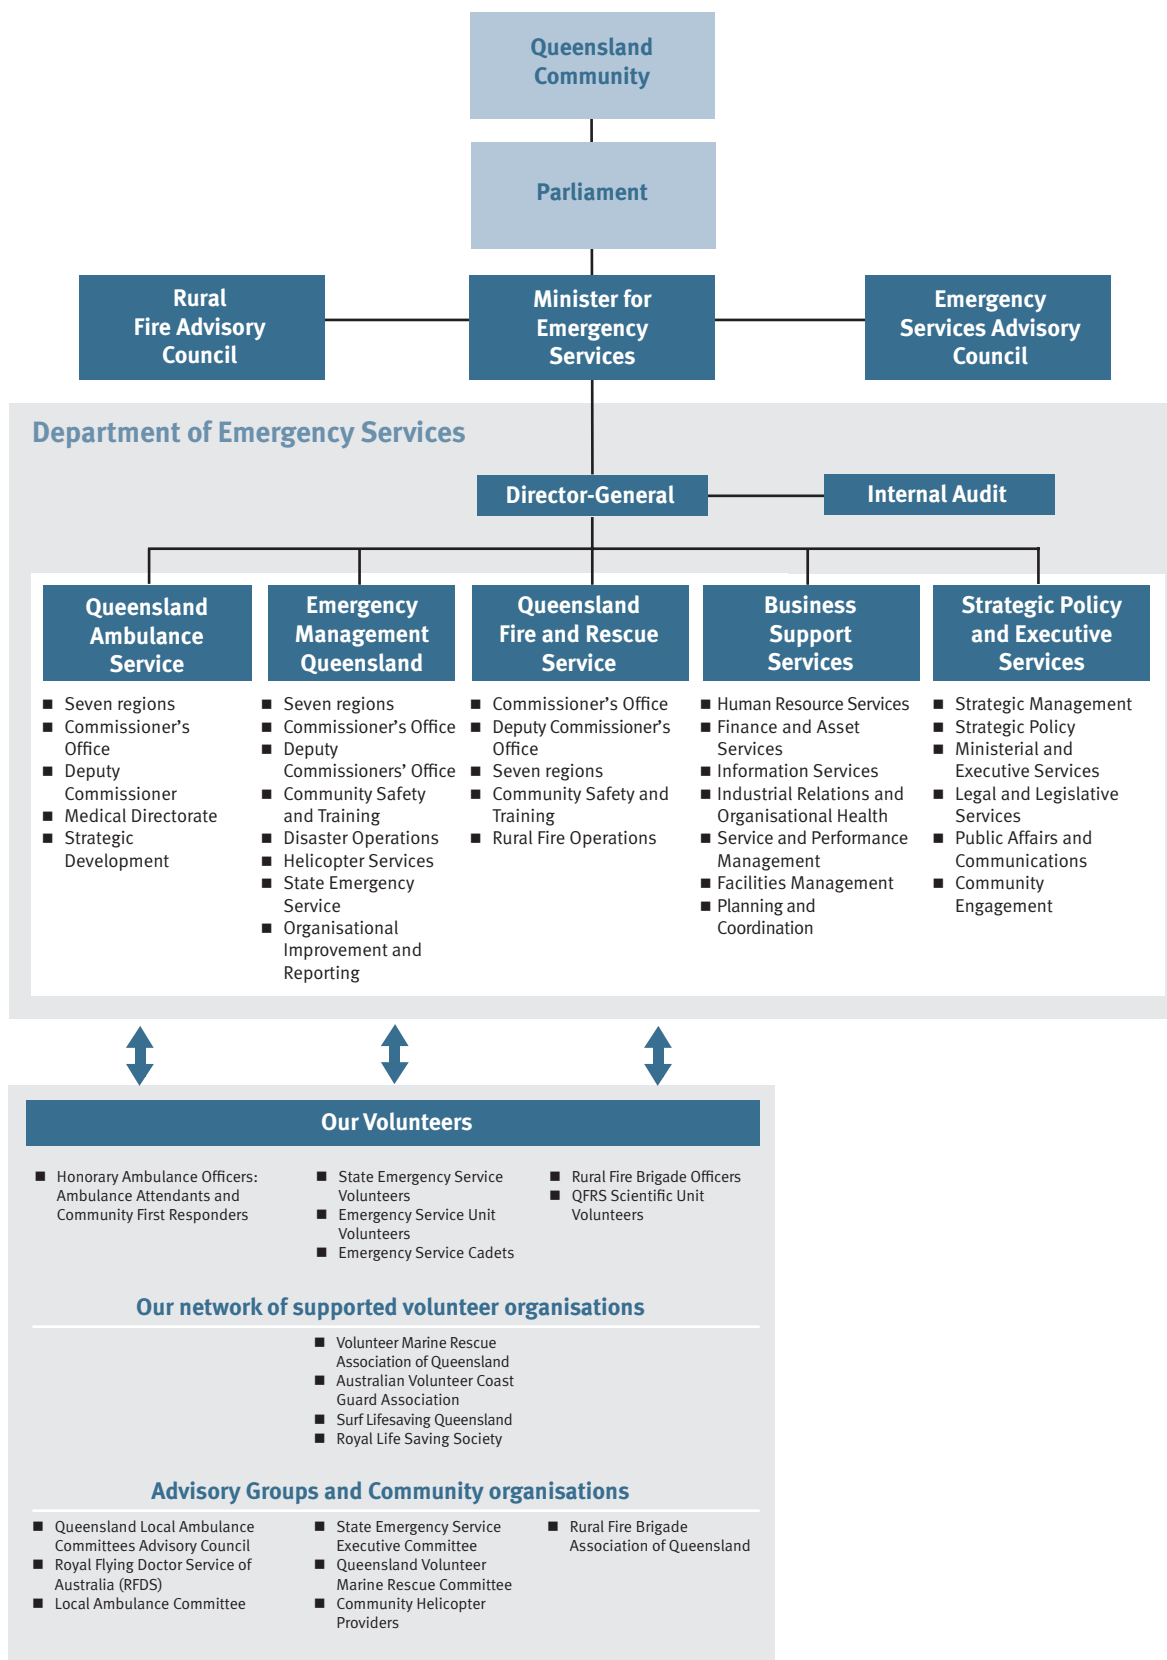 Queensland
Community
Parliament
Rural
Fire Advisory
Council
Minister for
Emergency
Services
Emergency
Services Advisory
Council
Department of Emergency Services
Director-General
Internal Audit
Queensland
Ambulance
Service
■ Seven regions
■ Commissioner's
Office
■ Deputy
Commissioner
■ Medical Directorate
■ Strategic
Development
Emergency
Management
Queensland
■ Seven regions
■ Commissioner's Office
■ Deputy
Commissioners' Office
■ Community Safety
and Training
■ Disaster Operations
■ Helicopter Services
■ State Emergency
Service
■ Organisational
Improvement and
Reporting
Queensland
Fire and Rescue
Service
■ Commissioner's Office
■ Deputy Commissioner's
Office
■ Seven regions
■ Community Safety and
Training
■ Rural Fire Operations
Business
Support
Services
■ Human Resource Services
■ Finance and Asset
Services
■ Information Services
■ Industrial Relations and
Organisational Health
■ Service and Performance
Management
■ Facilities Management
■ Planning and
Coordination
Strategic Policy
and Executive
Services
■ Strategic Management
■ Strategic Policy
■ Ministerial and
Executive Services
■ Legal and Legislative
Services
■ Public Affairs and
Communications
■ Community
Engagement
Our Volunteers
■ Honorary Ambulance Officers:
Ambulance Attendants and
Community First Responders
■ State Emergency Service
Volunteers
■ Emergency Service Unit
Volunteers
■ Emergency Service Cadets
■ Rural Fire Brigade Officers
■ QFRS Scientific Unit
Volunteers
Our network of supported volunteer organisations
■ Volunteer Marine Rescue
Association of Queensland
■ Australian Volunteer Coast
Guard Association
■ Surf Lifesaving Queensland
■ Royal Life Saving Society
Advisory Groups and Community organisations
■ Queensland Local Ambulance
Committees Advisory Council
■ Royal Flying Doctor Service of
Australia (RFDS)
■ Local Ambulance Committee
■ State Emergency Service
Executive Committee
■ Queensland Volunteer
Marine Rescue Committee
■ Community Helicopter
Providers
■ Rural Fire Brigade
Association of Queensland